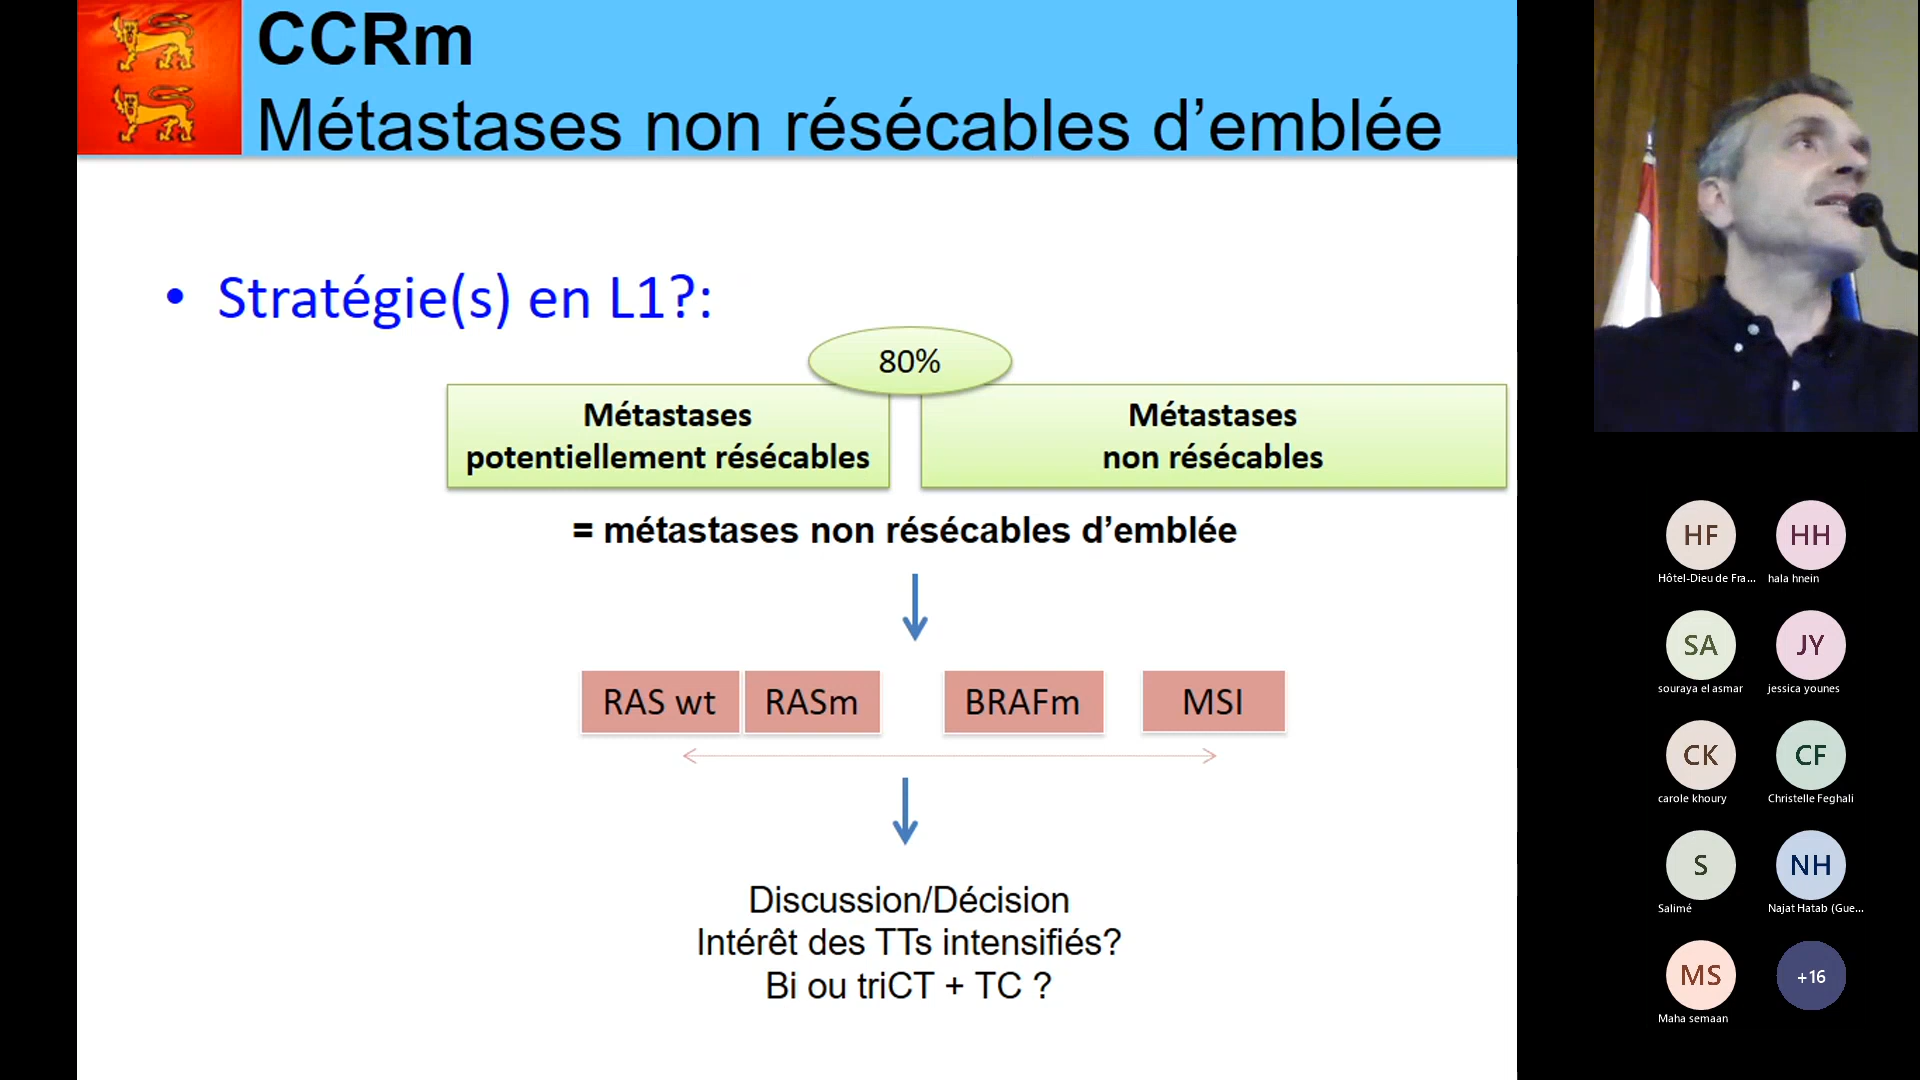 CCRm
Métastases non résécables d’emblée
• Stratégie(s) en L1?:
80%
Métastases
potentiellement résécables
Métastases
non résécables
= métastases non résécables d’emblée
RAS wt
RASm
BRAFm
MSI
Discussion/Décision
Intérêt des TTs intensifiés?
Bi ou triCT + TC ?
HF
Hôtel-Dieu de Fra...
HH
hala hnein
SA
souraya el asmar
JY
jessica younes
CK
carole khoury
CF
Christelle Feghali
S
Salimé
NH
Najat Hatab (Gue...
MS
Maha semaan
+16